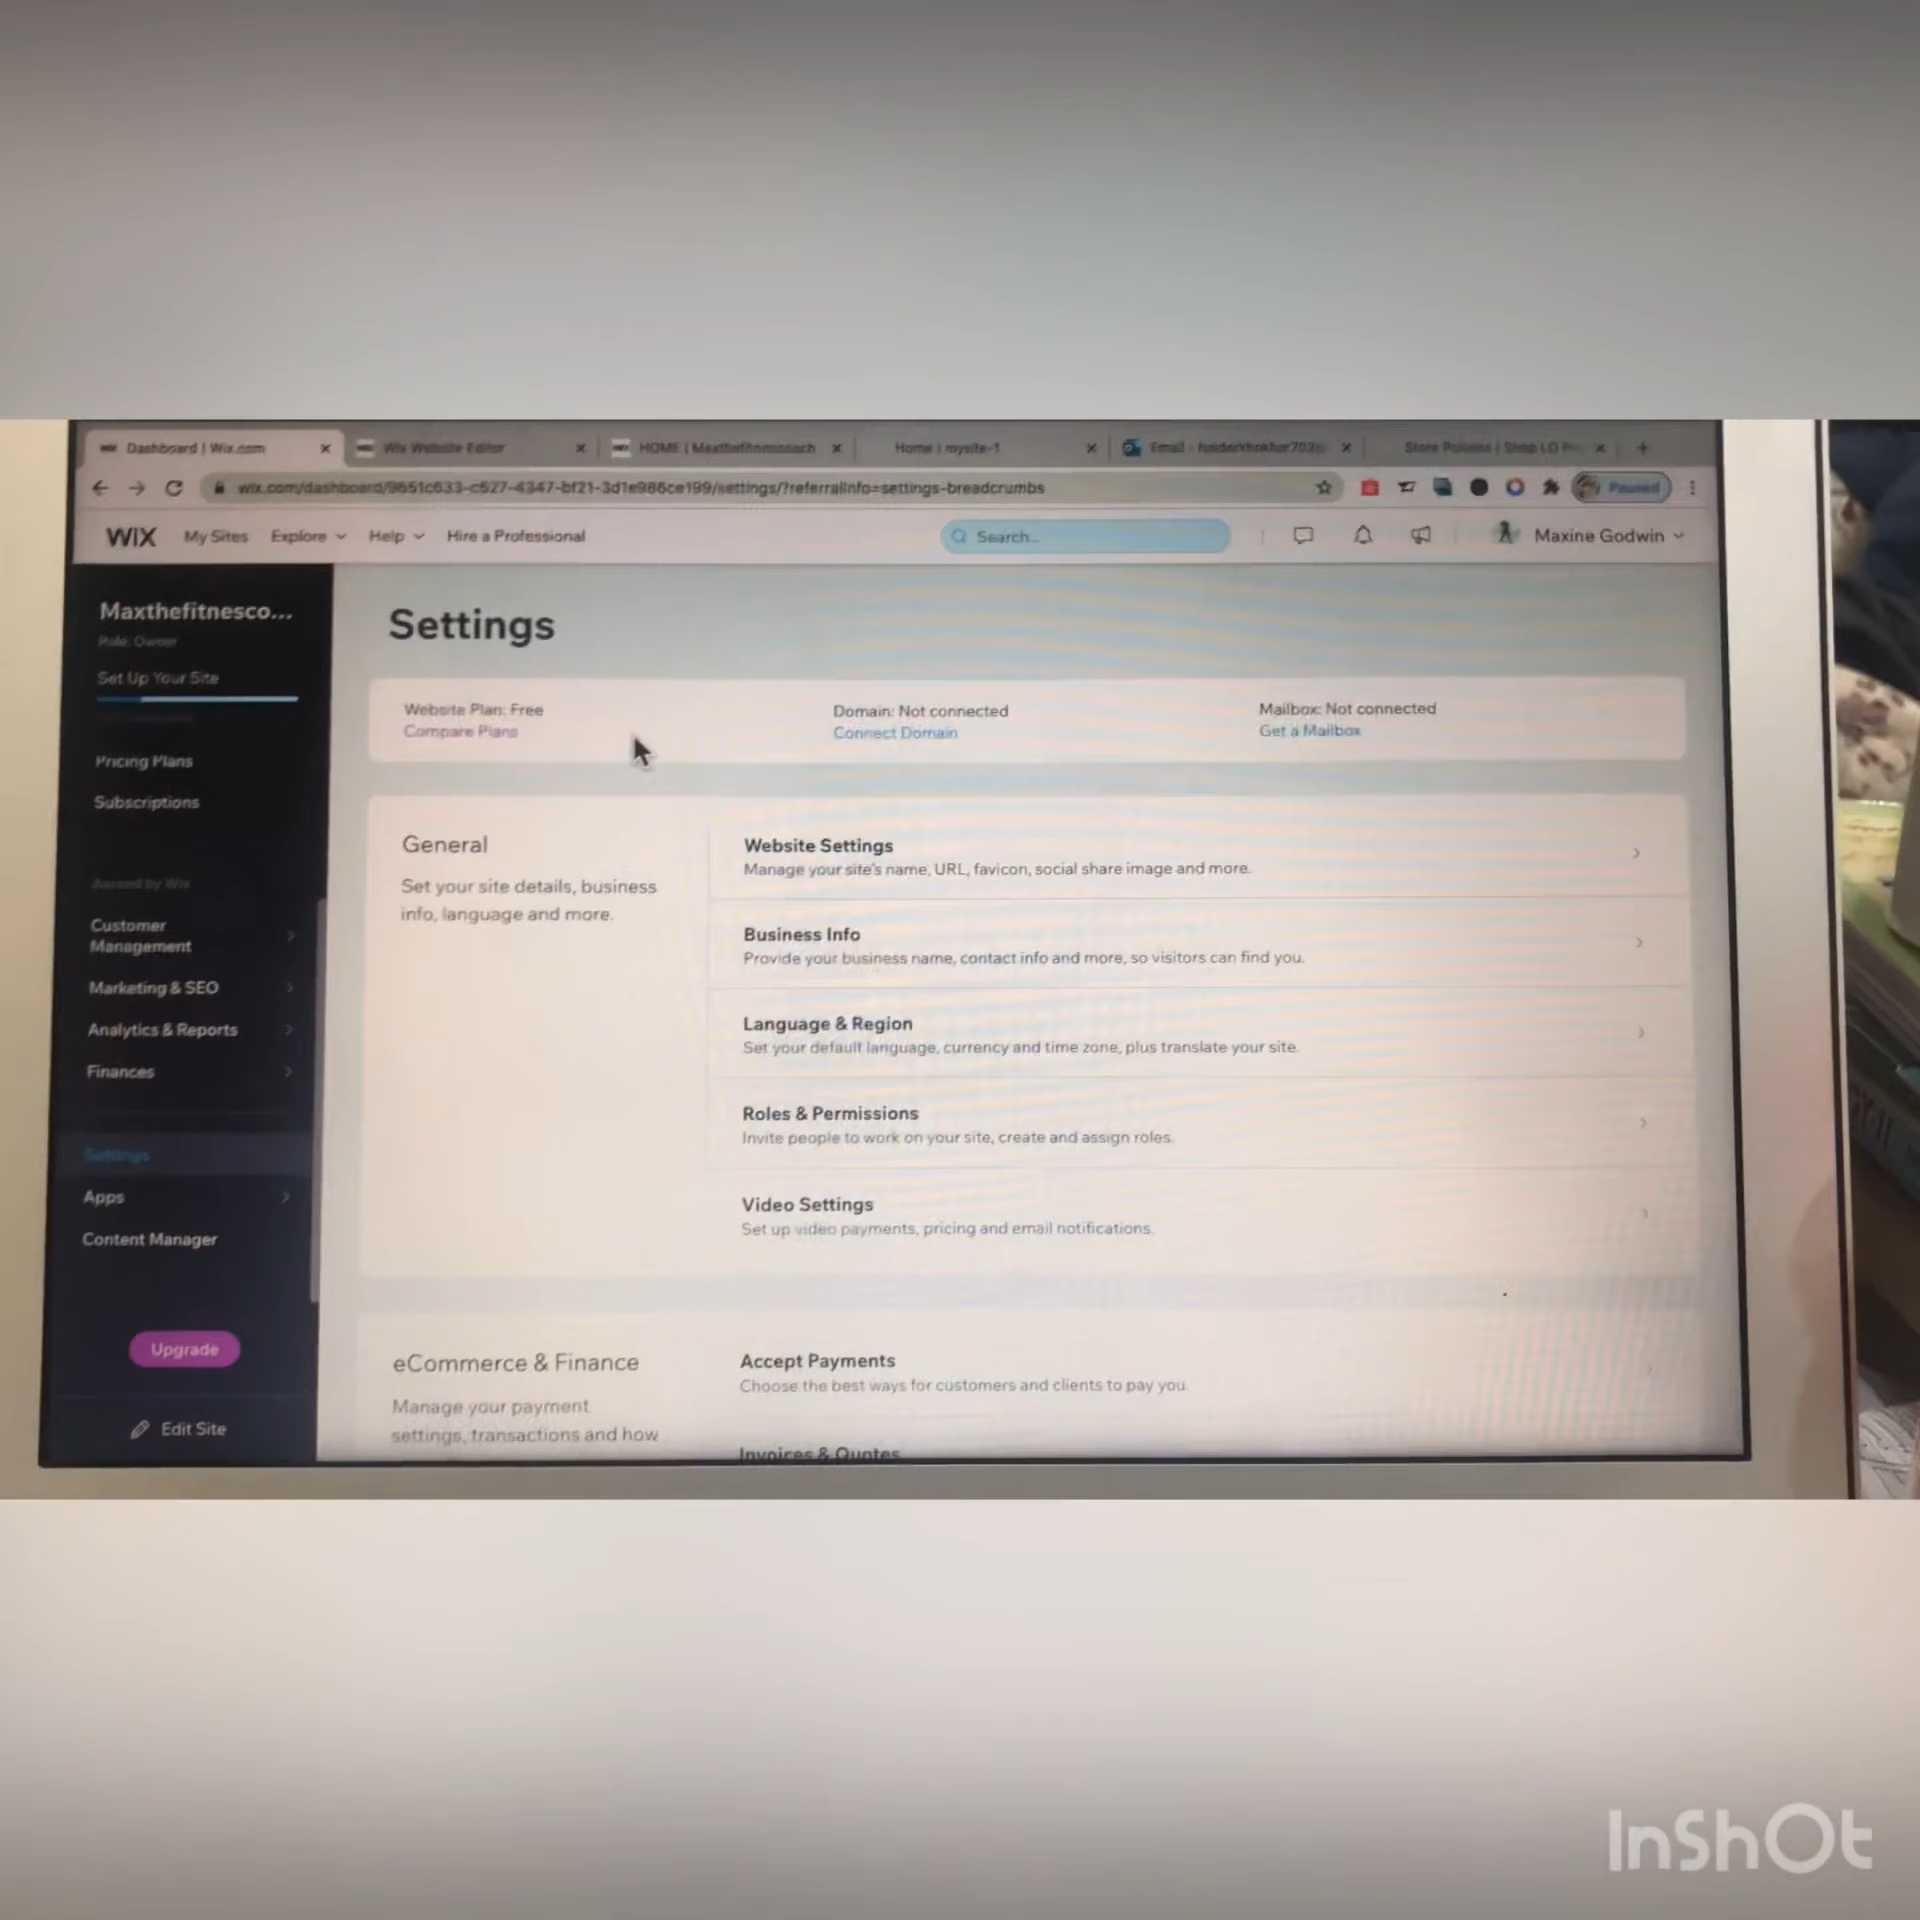 Dashboard | Wix.com
Wix Website Editor
HOME | Maxthefitnesscoach
Home | mysite-1
Store Policies | Shop LG
wix.com/dashboard/9651c633-c627-4347-bf21-3d1e986ce199/settings/?referralInfo=settings-breadcrumbs
Paused
WIX My Sites Explore Help Hire a Professional
Search...
Maxine Godwin
Maxthefitnesco...
Role: Owner
Set Up Your Site
Pricing Plans
Subscriptions
by Wix
Customer
Management
Marketing & SEO
Analytics & Reports
Finances
Settings
Apps
Content Manager
Upgrade
Edit Site
Settings
Website Plan: Free
Compare Plans
Domain: Not connected
Connect Domain
Mailbox: Not connected
Get a Mailbox
General
Set your site details, business
info, language and more.
Website Settings
Manage your site's name, URL, favicon, social share image and more.
Business Info
Provide your business name, contact info and more, so visitors can find you.
Language & Region
Set your default language, currency and time zone, plus translate your site.
Roles & Permissions
Invite people to work on your site, create and assign roles.
Video Settings
Set up video payments, pricing and email notifications.
eCommerce & Finance
Manage your payment
settings, transactions and how
Accept Payments
Choose the best ways for customers and clients to pay you.
Invoices & Quotes
InShOt